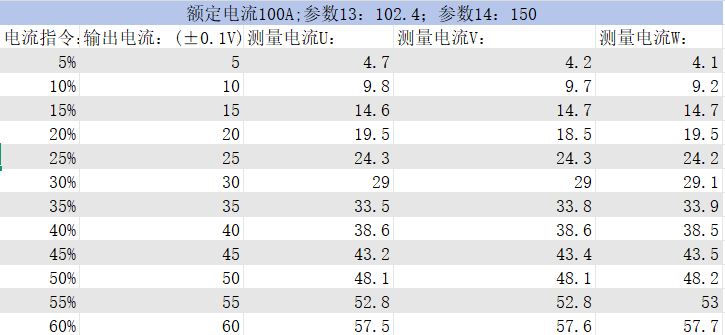 额定电流100A;参数13：102.4；参数14：150
电流指令： 输出电流：(±0.1V) 测量电流U： 测量电流V： 测量电流W：
5% 5 4.7 4.2 4.1
10% 10 9.8 9.7 9.2
15% 15 14.6 14.7 14.7
20% 20 19.5 18.5 19.5
25% 25 24.3 24.3 24.2
30% 30 29 29 29.1
35% 35 33.5 33.8 33.9
40% 40 38.6 38.6 38.5
45% 45 43.2 43.4 43.5
50% 50 48.1 48.1 48.2
55% 55 52.8 52.8 53
60% 60 57.5 57.6 57.7